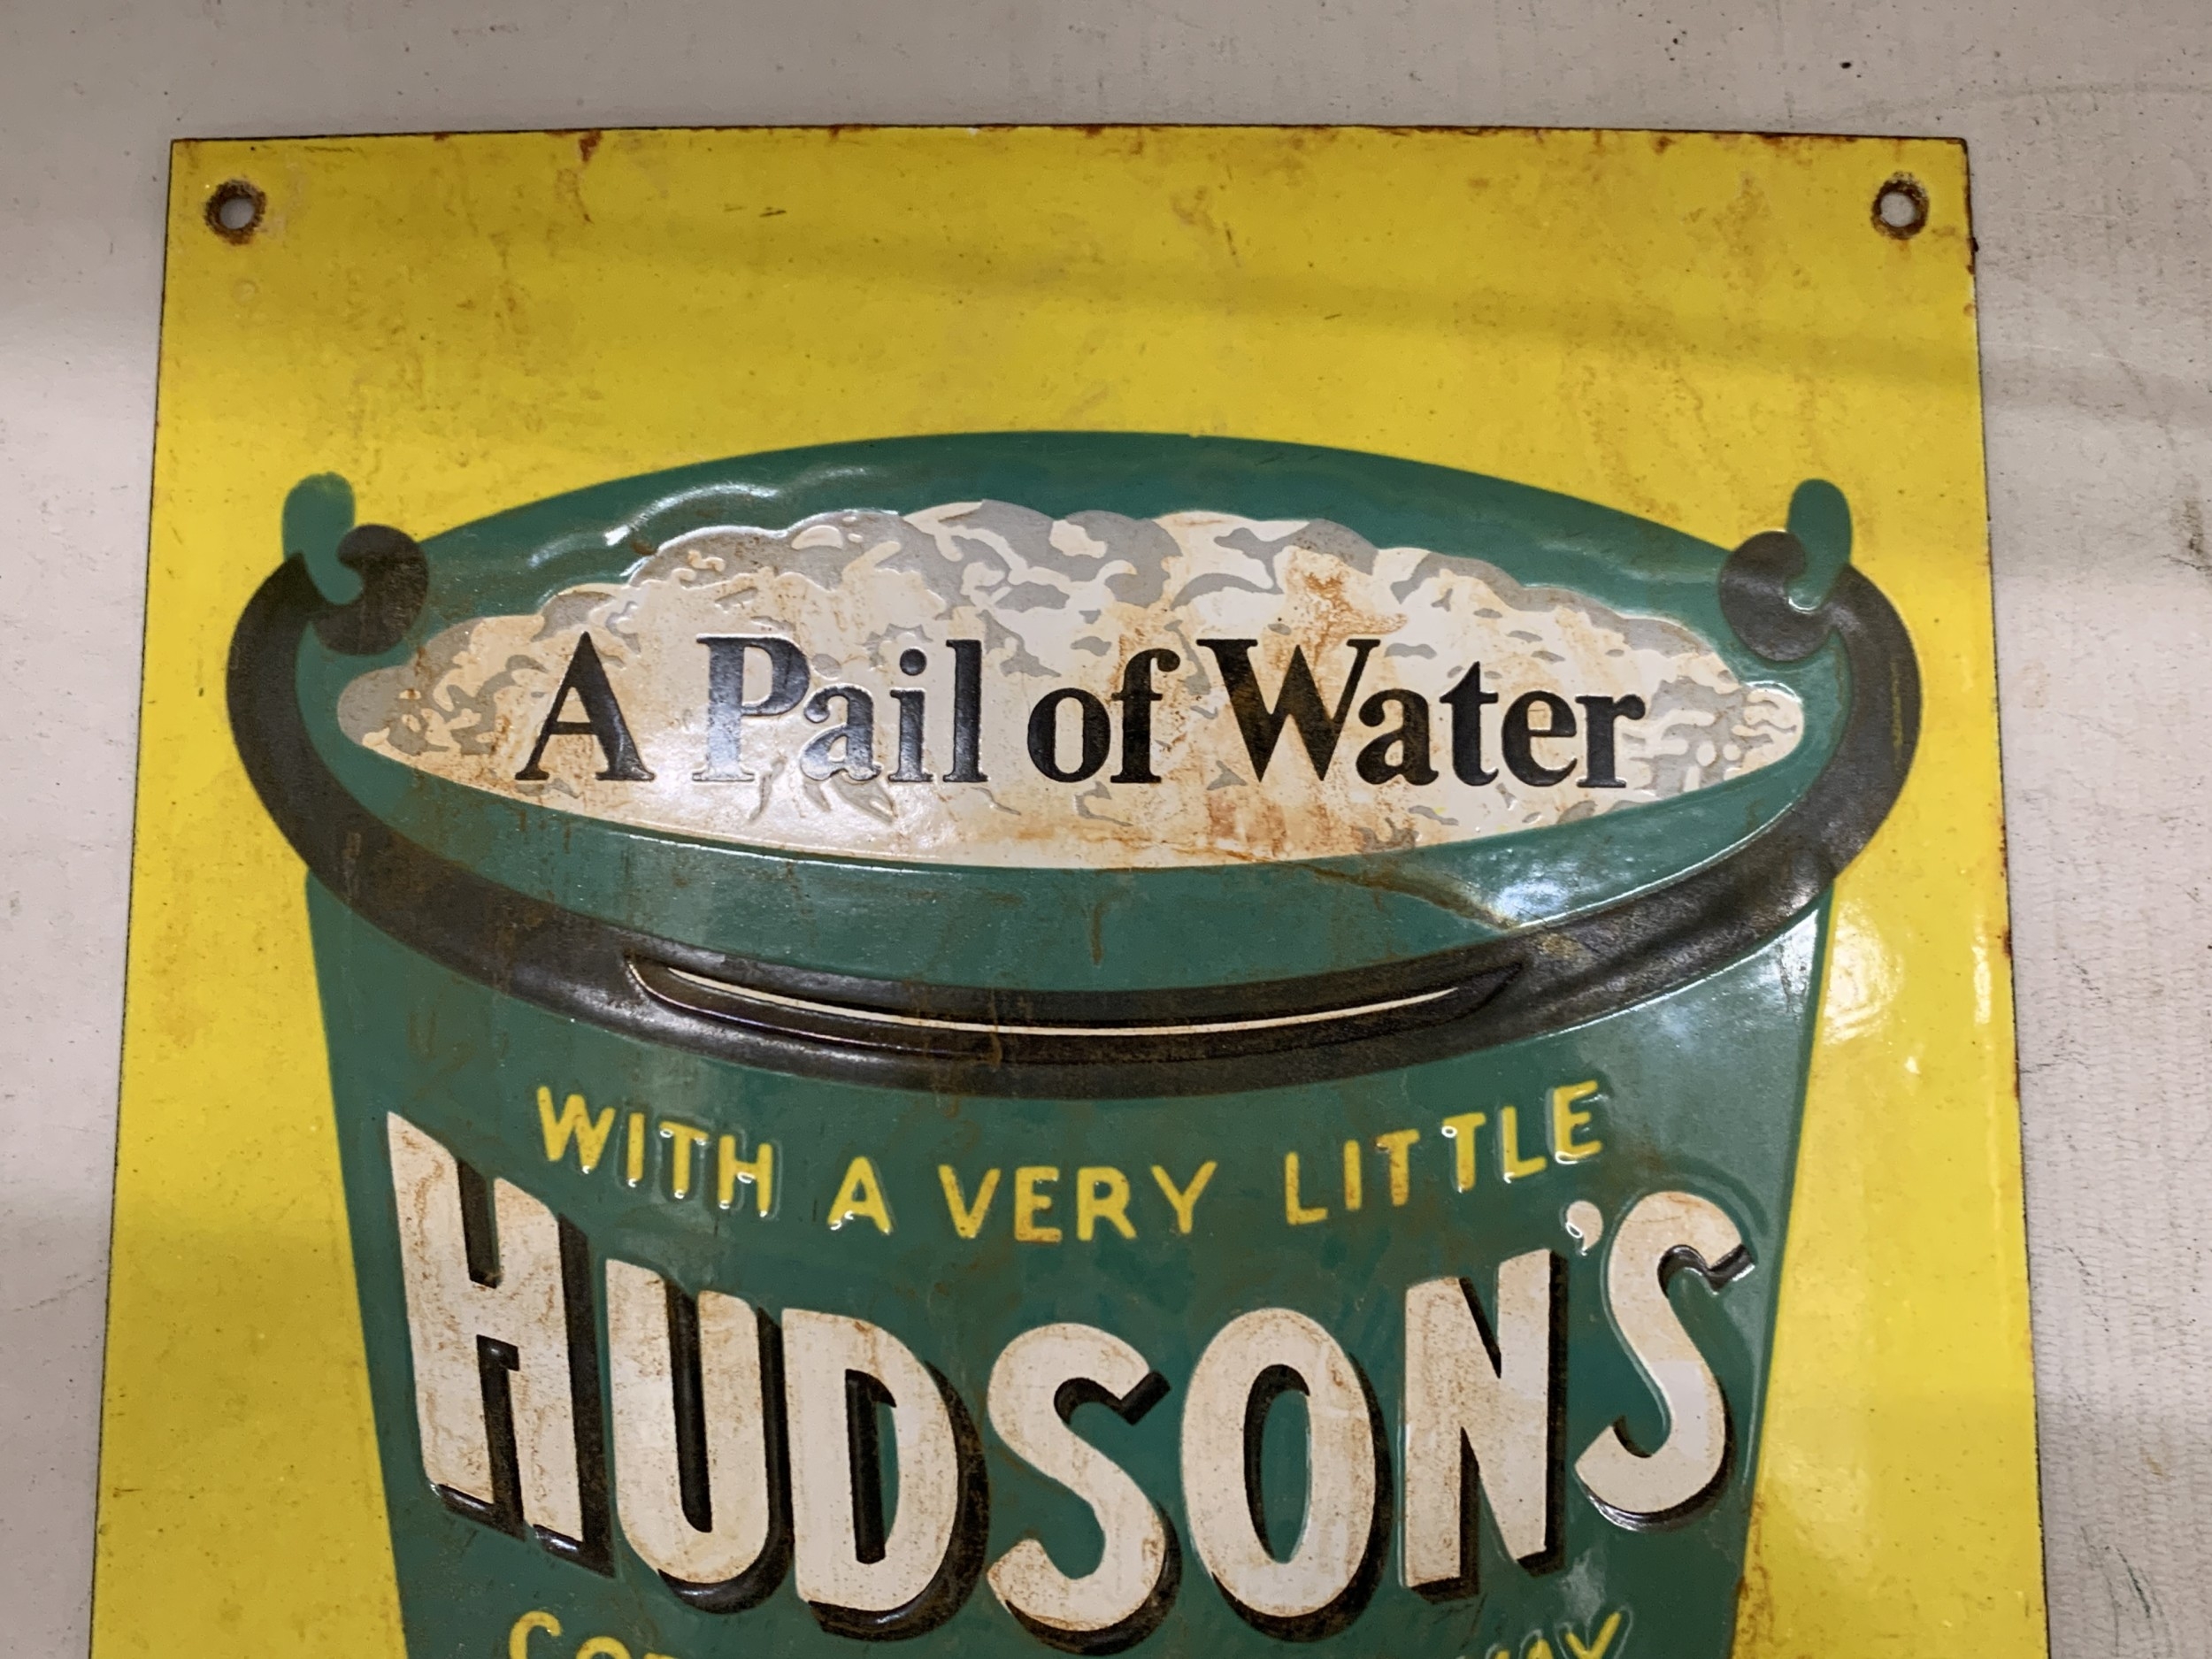 A Pail of Water
WITH A VERY LITTLE
HUDSON'S